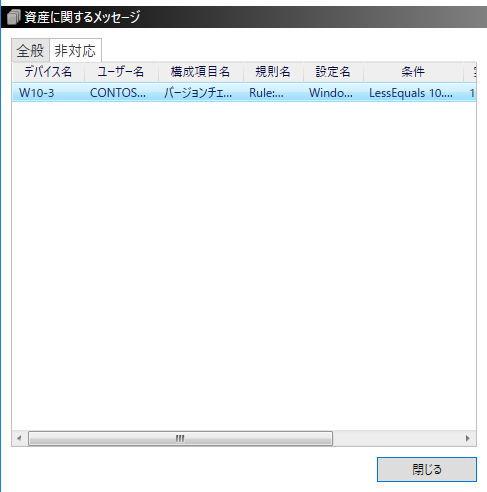 資産に関するメッセージ
全般 非対応
デバイス名 ユーザー名 構成項目名 規則名 設定名 条件
W10-3 CONTOS... バージョンチェ... Rule:... Windo... LessEquals 10.... 1
閉じる